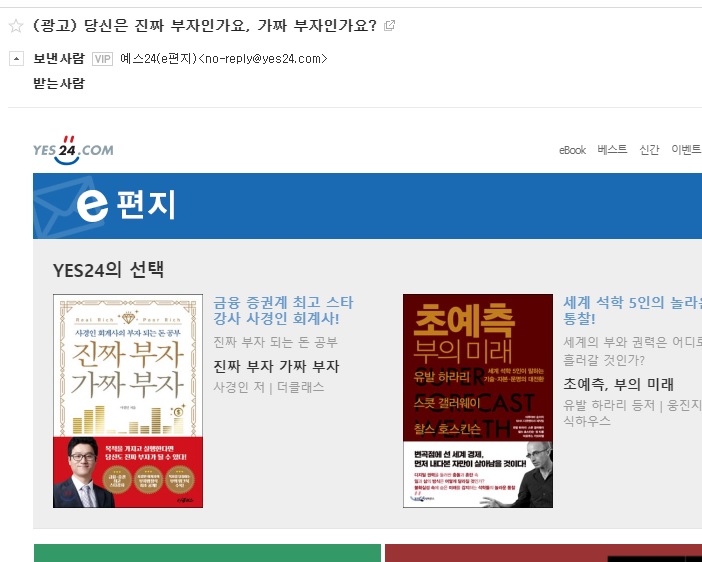 (광고) 당신은 진짜 부자인가요, 가짜 부자인가요?
보낸사람 VIP 예스24(e편지)<no-reply@yes24.com>
받는사람
YES24.COM
eBook 베스트 신간 이벤트
e 편지
YES24의 선택
Real Rich Poor Rich
사경인 회계사의 부자 되는 돈 공부
진짜 부자
가짜 부자
목적을 가지고 실행한다면
당신도 진짜 부자가 될 수 있다!
금융 증권계 최고 스타
강사 사경인 회계사!
진짜 부자 되는 돈 공부
진짜 부자 가짜 부자
사경인 저 | 더클래스
초예측
부의 미래
세계 석학 5인이 말하는
기술·자본·문명의 대전환
유발 하라리
스콧 갤러웨이
찰스 호스킨슨
SUPER
FORECAST
WEALTH
변곡점에 선 세계 경제,
먼저 내다본 자만이 살아남을 것이다!
세계 석학 5인의 놀라운
통찰!
세계의 부와 권력은 어디로
흘러갈 것인가?
초예측, 부의 미래
유발 하라리 등저 | 웅진지
식하우스